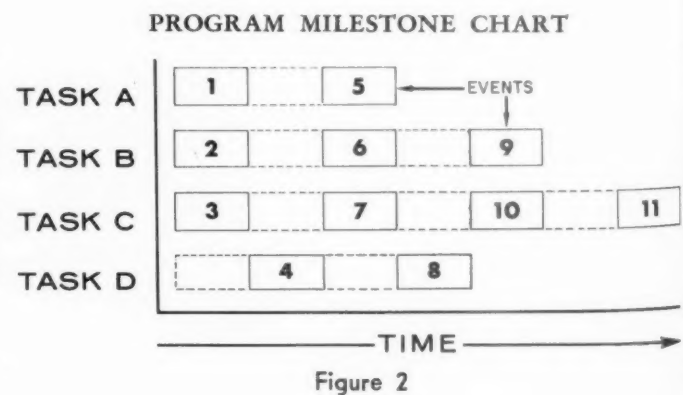 PROGRAM MILESTONE CHART
TASK A 1 5 EVENTS
TASK B 2 6 9
TASK C 3 7 10 11
TASK D 4 8
TIME
Figure 2